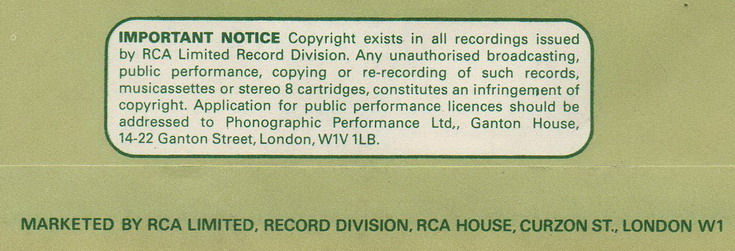 IMPORTANT NOTICE Copyright exists in all recordings issued
by RCA Limited Record Division. Any unauthorised broadcasting,
public performance, copying or re-recording of such records,
musicassettes or stereo 8 cartridges, constitutes an infringement of
copyright. Application for public performance licences should be
addressed to Phonographic Performance Ltd,, Ganton House,
14-22 Ganton Street, London, W1V 1LB.
MARKETED BY RCA LIMITED, RECORD DIVISION, RCA HOUSE, CURZON ST., LONDON W1